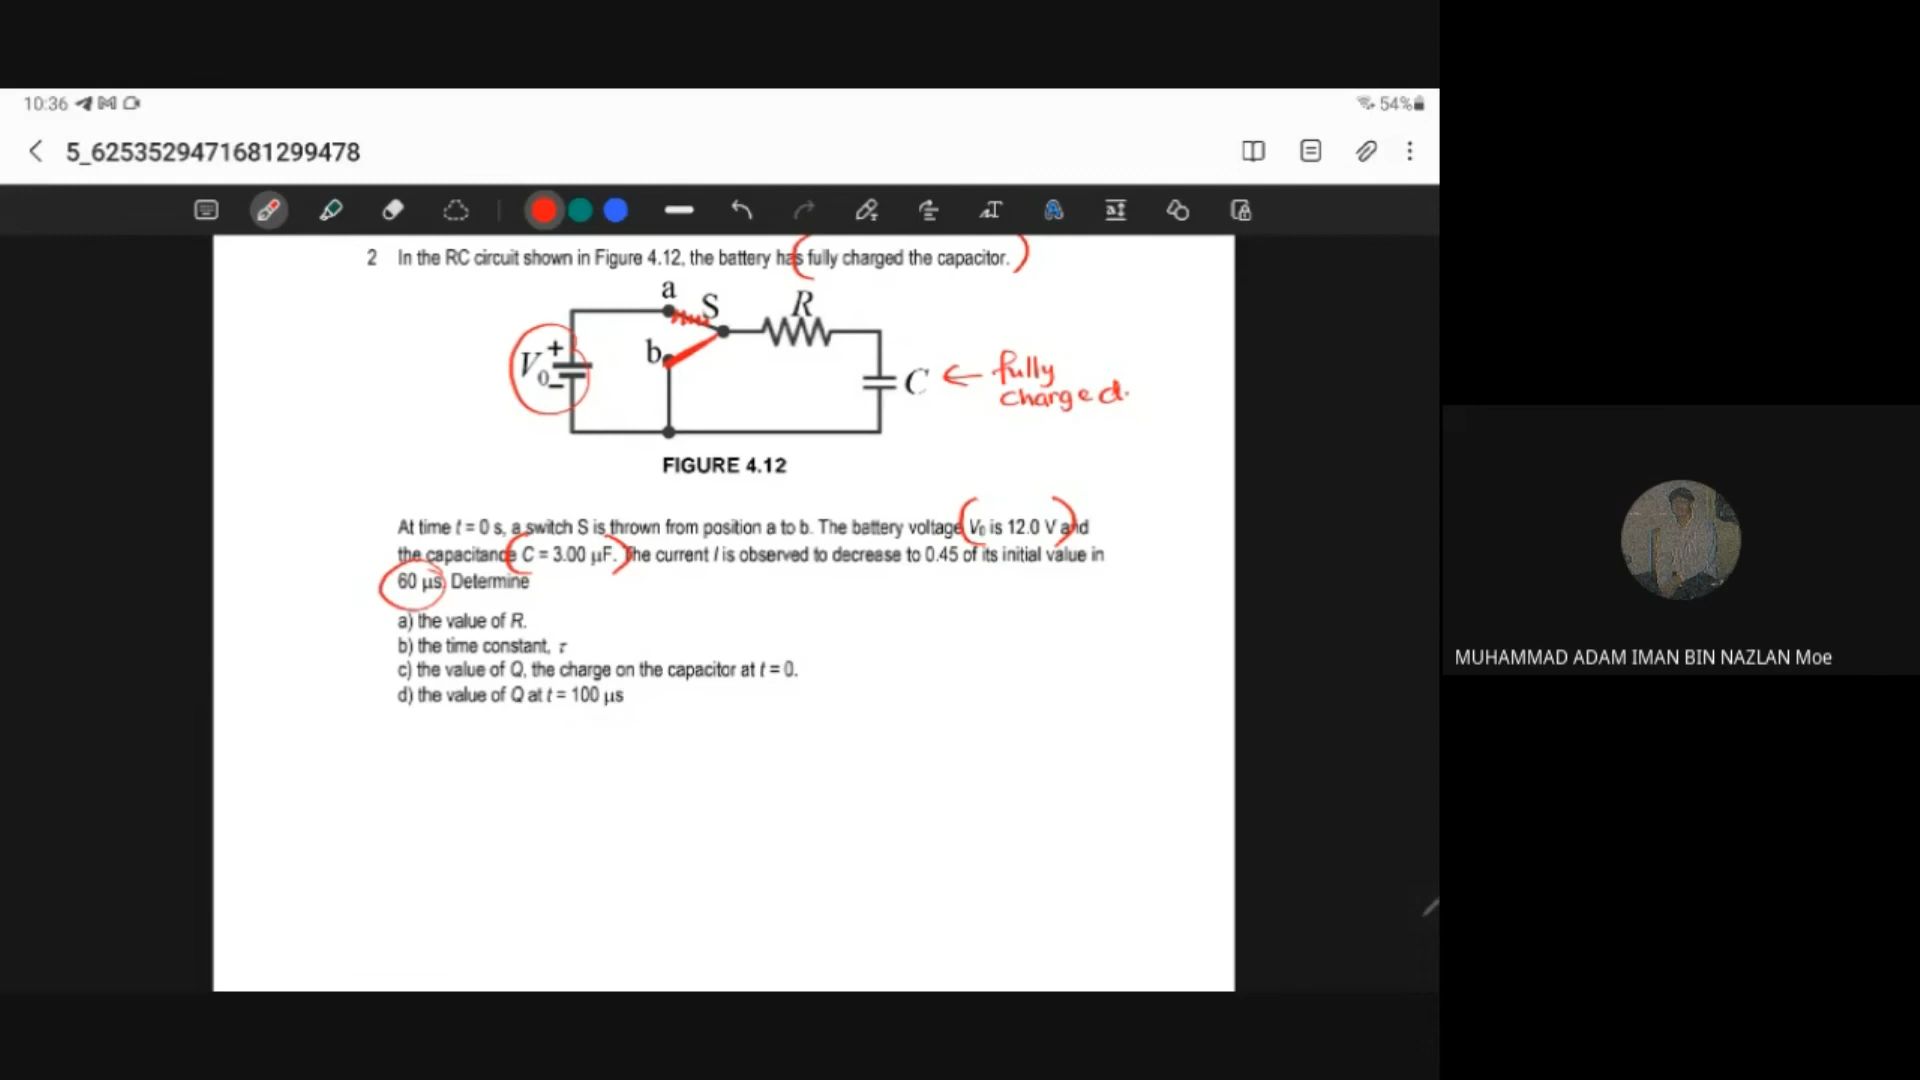 10:36 54%
5_6253529471681299478
2 In the RC circuit shown in Figure 4.12, the battery has fully charged the capacitor.
a
S
R
b
V0
+
−
C ← fully
charged.
FIGURE 4.12
At time t = 0 s, a switch S is thrown from position a to b. The battery voltage V0 is 12.0 V and
the capacitance C = 3.00 µF. The current I is observed to decrease to 0.45 of its initial value in
60 µs. Determine
a) the value of R.
b) the time constant, τ
c) the value of Q, the charge on the capacitor at t = 0.
d) the value of Q at t = 100 µs
MUHAMMAD ADAM IMAN BIN NAZLAN Moe